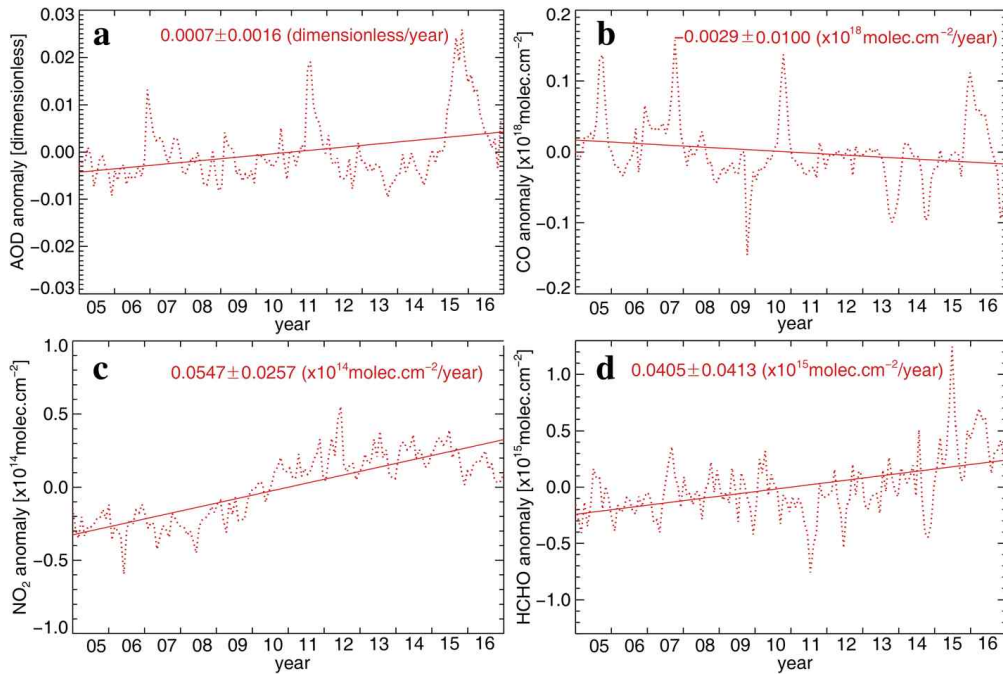 a
0.0007±0.0016 (dimensionless/year)
AOD anomaly [dimensionless]
0.03
0.02
0.01
0.00
−0.01
−0.02
−0.03
05 06 07 08 09 10 11 12 13 14 15 16
year
b
−0.0029±0.0100 (x10¹⁸molec.cm⁻²/year)
CO anomaly [x10¹⁸molec.cm⁻²]
0.2
0.1
0.0
−0.1
−0.2
05 06 07 08 09 10 11 12 13 14 15 16
year
c
0.0547±0.0257 (x10¹⁴molec.cm⁻²/year)
NO₂ anomaly [x10¹⁴molec.cm⁻²]
1.0
0.5
0.0
−0.5
−1.0
05 06 07 08 09 10 11 12 13 14 15 16
year
d
0.0405±0.0413 (x10¹⁵molec.cm⁻²/year)
HCHO anomaly [x10¹⁵molec.cm⁻²]
1.0
0.5
0.0
−0.5
−1.0
05 06 07 08 09 10 11 12 13 14 15 16
year